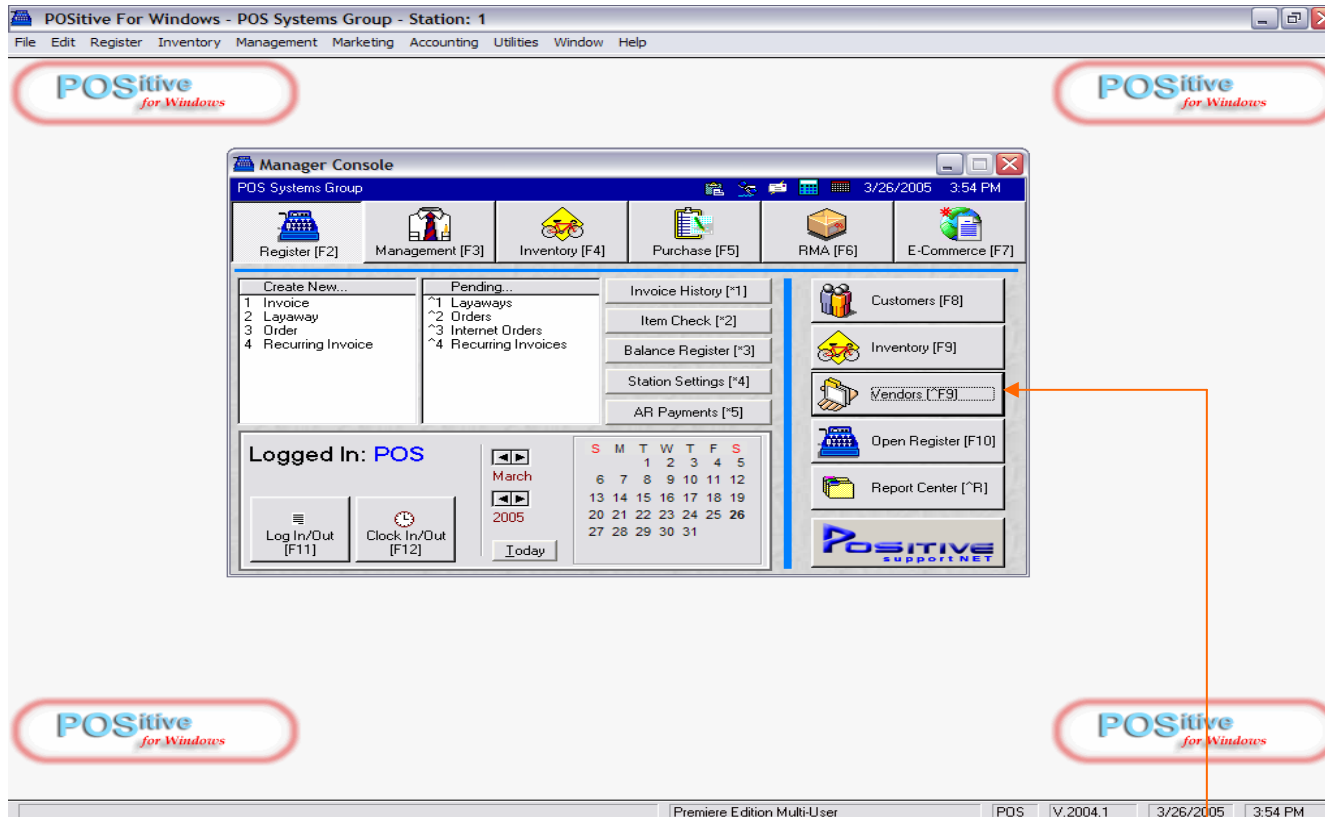 POSitive For Windows - POS Systems Group - Station: 1
File Edit Register Inventory Management Marketing Accounting Utilities Window Help
POSitive
for Windows
POSitive
for Windows
Manager Console
POS Systems Group 3/26/2005 3:54 PM
Register [F2] Management [F3] Inventory [F4] Purchase [F5] RMA [F6] E-Commerce [F7]
Create New...
1 Invoice
2 Layaway
3 Order
4 Recurring Invoice
Pending...
^1 Layaways
^2 Orders
^3 Internet Orders
^4 Recurring Invoices
Invoice History [*1]
Item Check [*2]
Balance Register [*3]
Station Settings [*4]
AR Payments [*5]
Customers [F8]
Inventory [F9]
Vendors [^F9]
Open Register [F10]
Report Center [^R]
POSITIVE
support NET
Logged In: POS
Log In/Out
[F11]
Clock In/Out
[F12]
March
2005
Today
S M T W T F S
1 2 3 4 5
6 7 8 9 10 11 12
13 14 15 16 17 18 19
20 21 22 23 24 25 26
27 28 29 30 31
POSitive
for Windows
POSitive
for Windows
Premiere Edition Multi-User POS V.2004.1 3/26/2005 3:54 PM